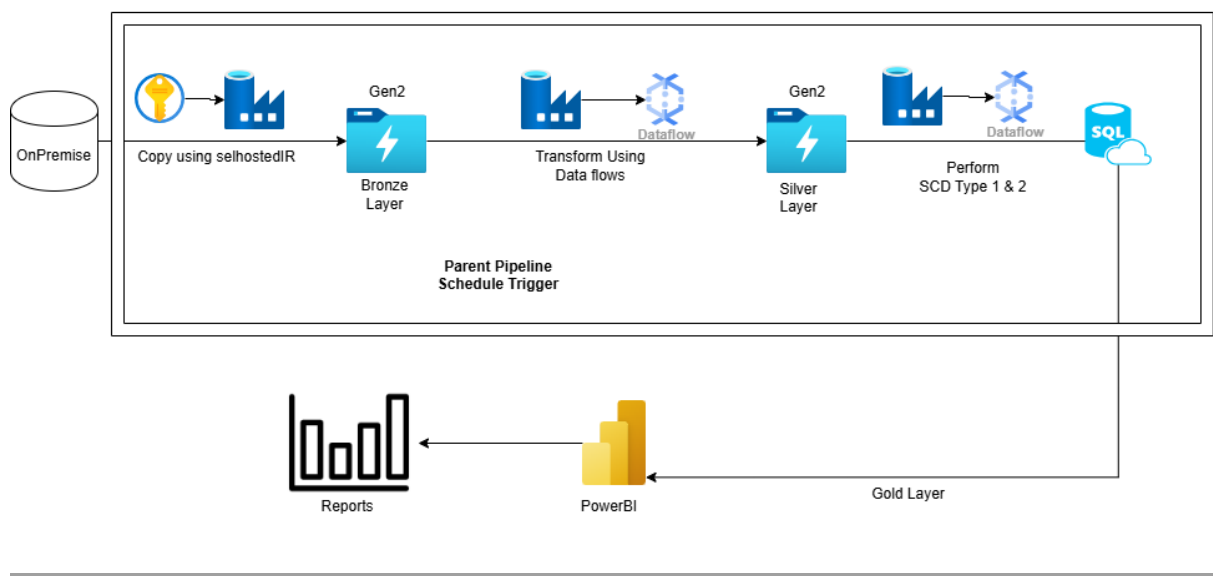 OnPremise
Copy using selhostedIR
Gen2
Bronze
Layer
Dataflow
Transform Using
Data flows
Gen2
Silver
Layer
Dataflow
Perform
SCD Type 1 & 2
SQL
Parent Pipeline
Schedule Trigger
Reports
PowerBI
Gold Layer